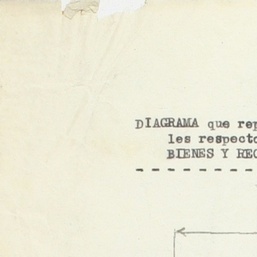 DIAGRAMA que rep
les respecto
BIENES Y REC